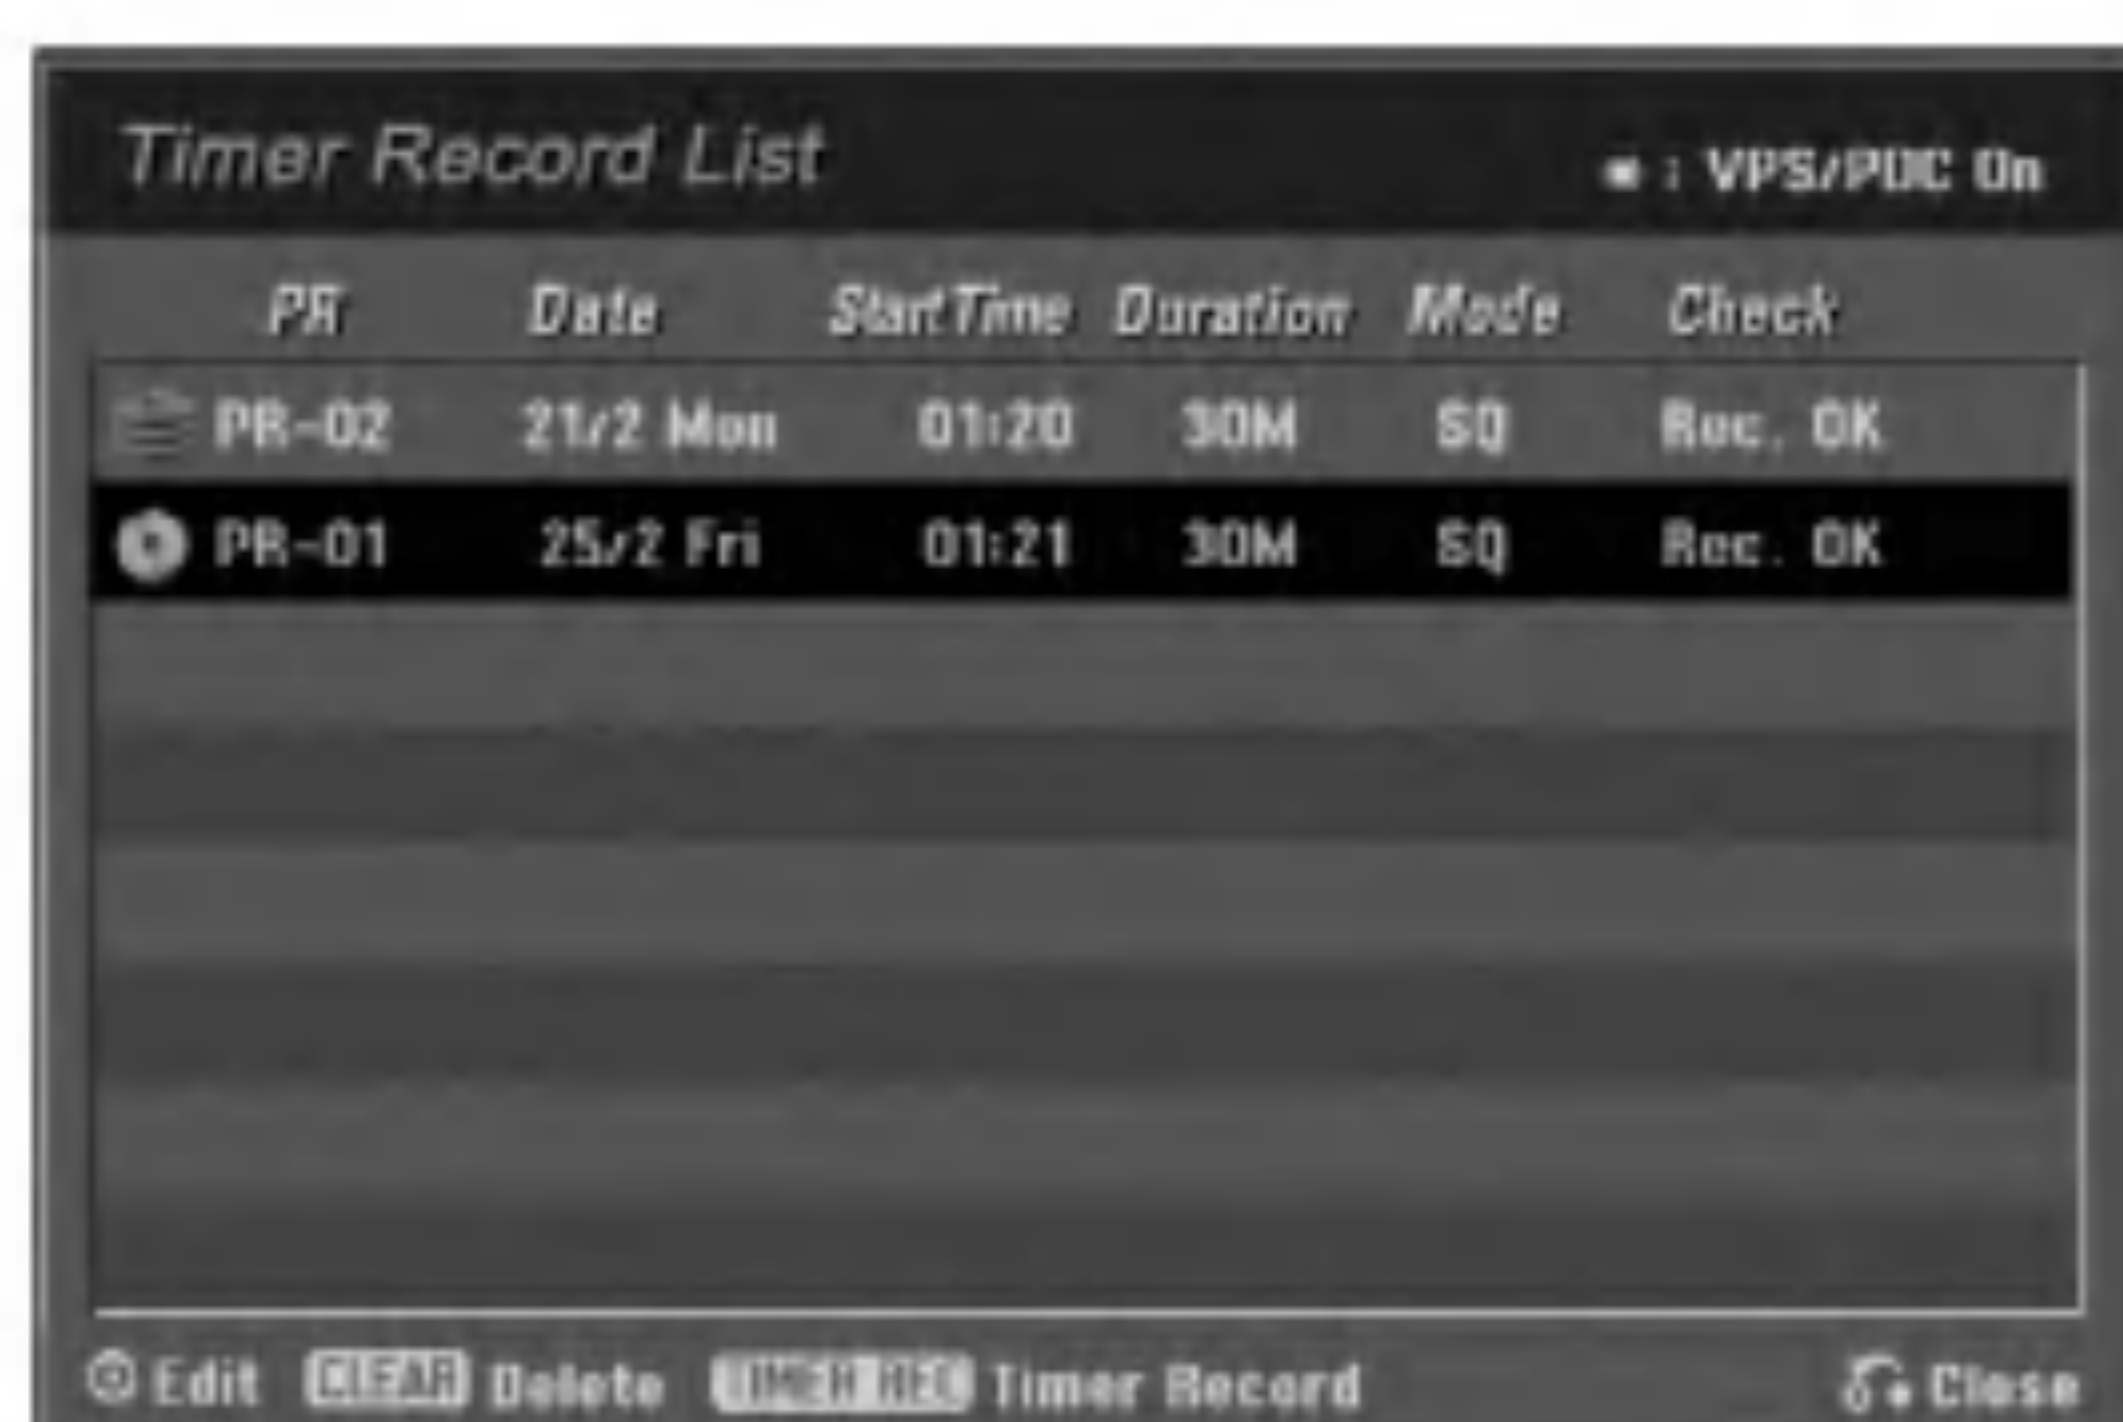 Timer Record List
■ : VPS/PDC On
PR Date Start Time Duration Mode Check
PR-02 21/2 Mon 01:20 30M SQ Rec. OK
PR-01 25/2 Fri 01:21 30M SQ Rec. OK
Edit CLEAR Delete TIMER REC Timer Record Close